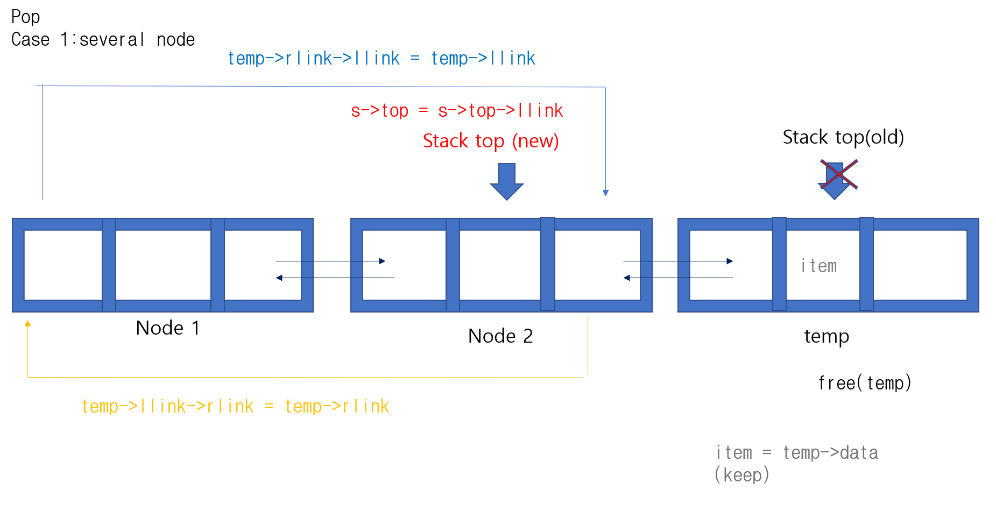 Pop
Case 1:several node
temp->rlink->llink = temp->llink
s->top = s->top->llink
Stack top (new)
Stack top(old)
item
Node 1
Node 2
temp
free(temp)
temp->llink->rlink = temp->rlink
item = temp->data
(keep)